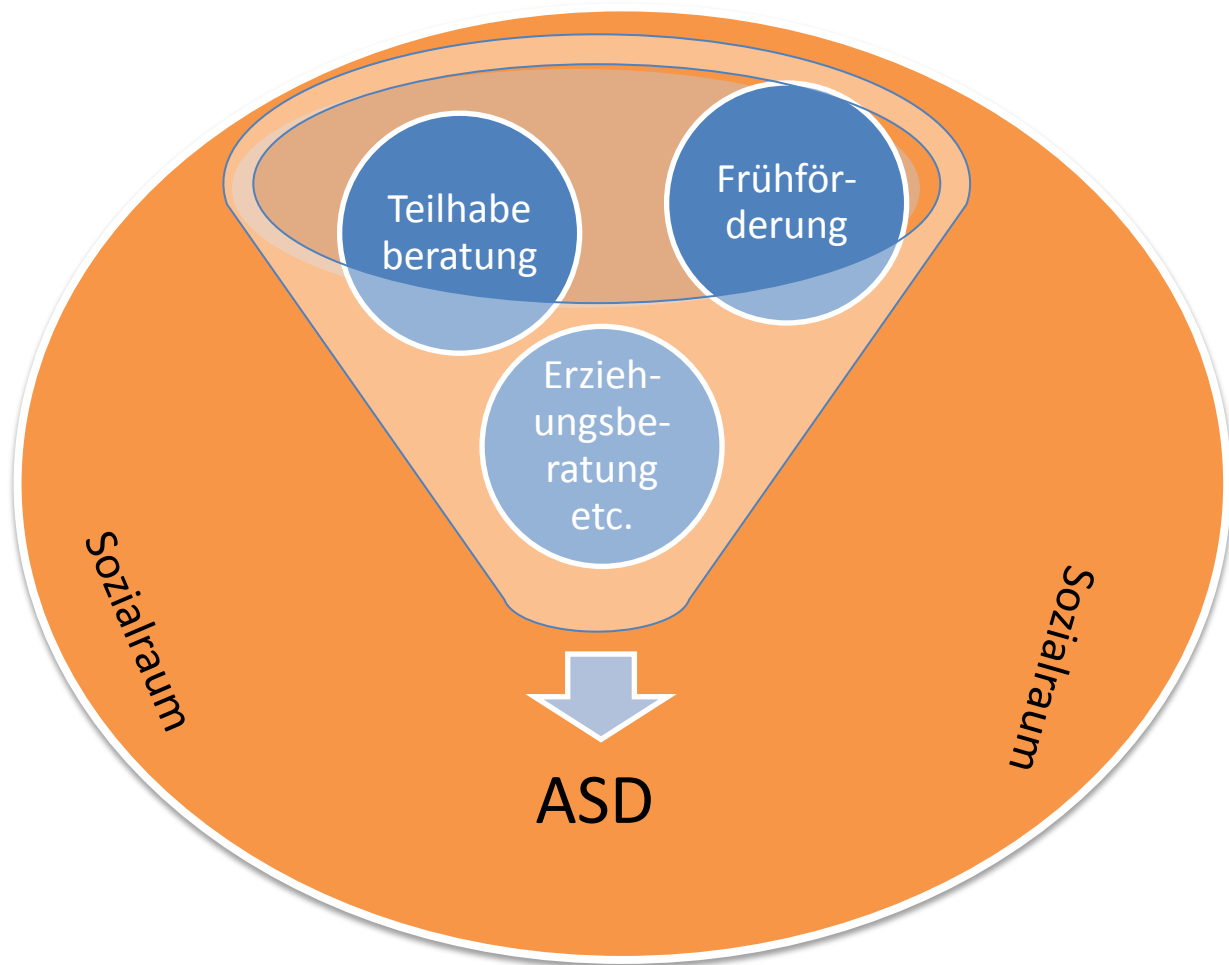 Teilhabe
beratung
Frühför-
derung
Erzieh-
ungsbe-
ratung
etc.
Sozialraum
Sozialraum
ASD